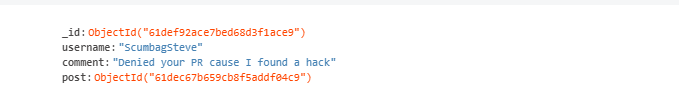 _id: ObjectId("61def92ace7bed68d3f1ace9")
username: "ScumbagSteve"
comment: "Denied your PR cause I found a hack"
post: ObjectId("61dec67b659cb8f5addf04c9")